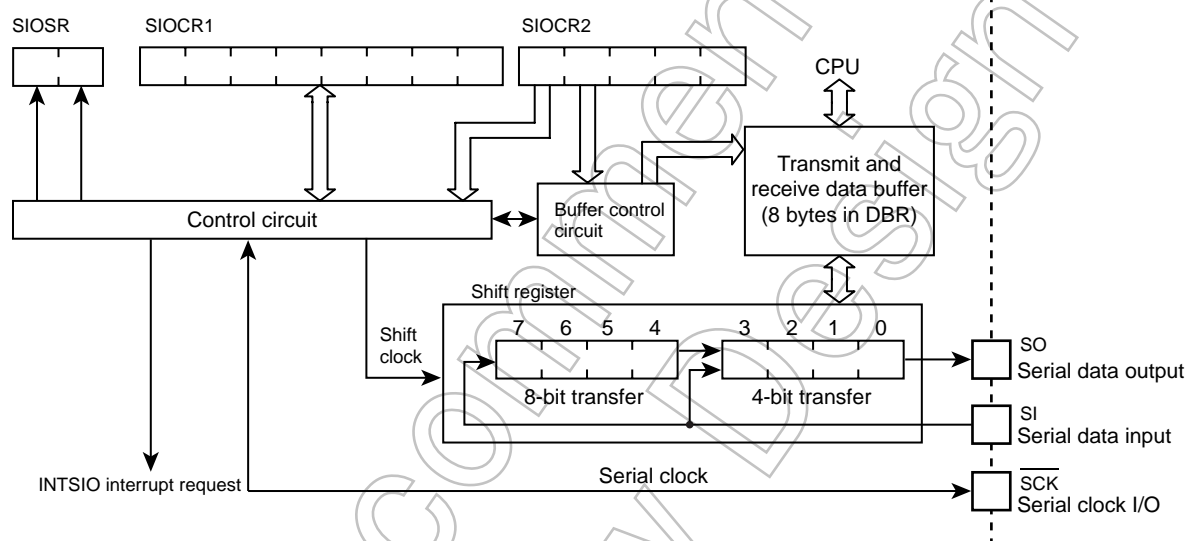 SIOSR
SIOCR1
SIOCR2
CPU
Transmit and
receive data buffer
(8 bytes in DBR)
Control circuit
Buffer control
circuit
Shift register
7 6 5 4 3 2 1 0
Shift
clock
8-bit transfer
4-bit transfer
SO
Serial data output
SI
Serial data input
INTSIO interrupt request
Serial clock
SCK
Serial clock I/O
commen
Design